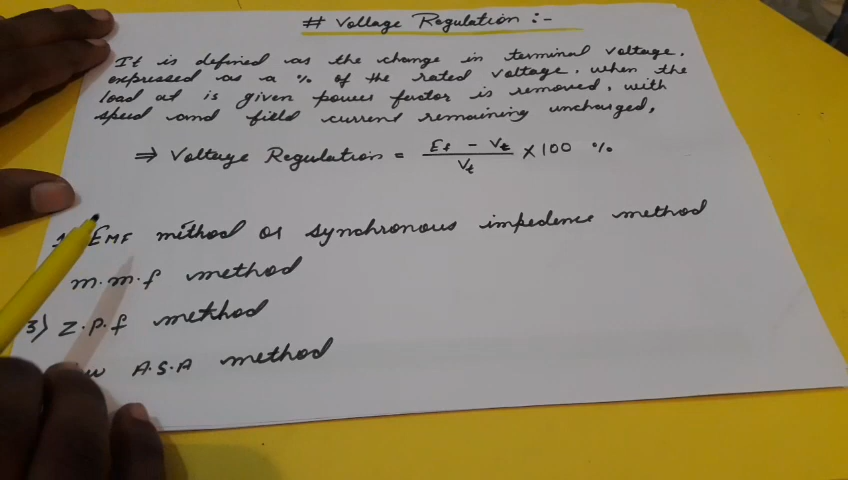 # Voltage Regulation :-
It is defined as the change in terminal voltage,
expressed as a % of the rated voltage, when the
load at is given power factor is removed, with
speed and field current remaining unchanged,
⇒ Voltage Regulation = Ef - Vt / Vt × 100 %
EMF method or synchronous impedence method
m.m.f method
3) Z.P.f method
A.S.A method